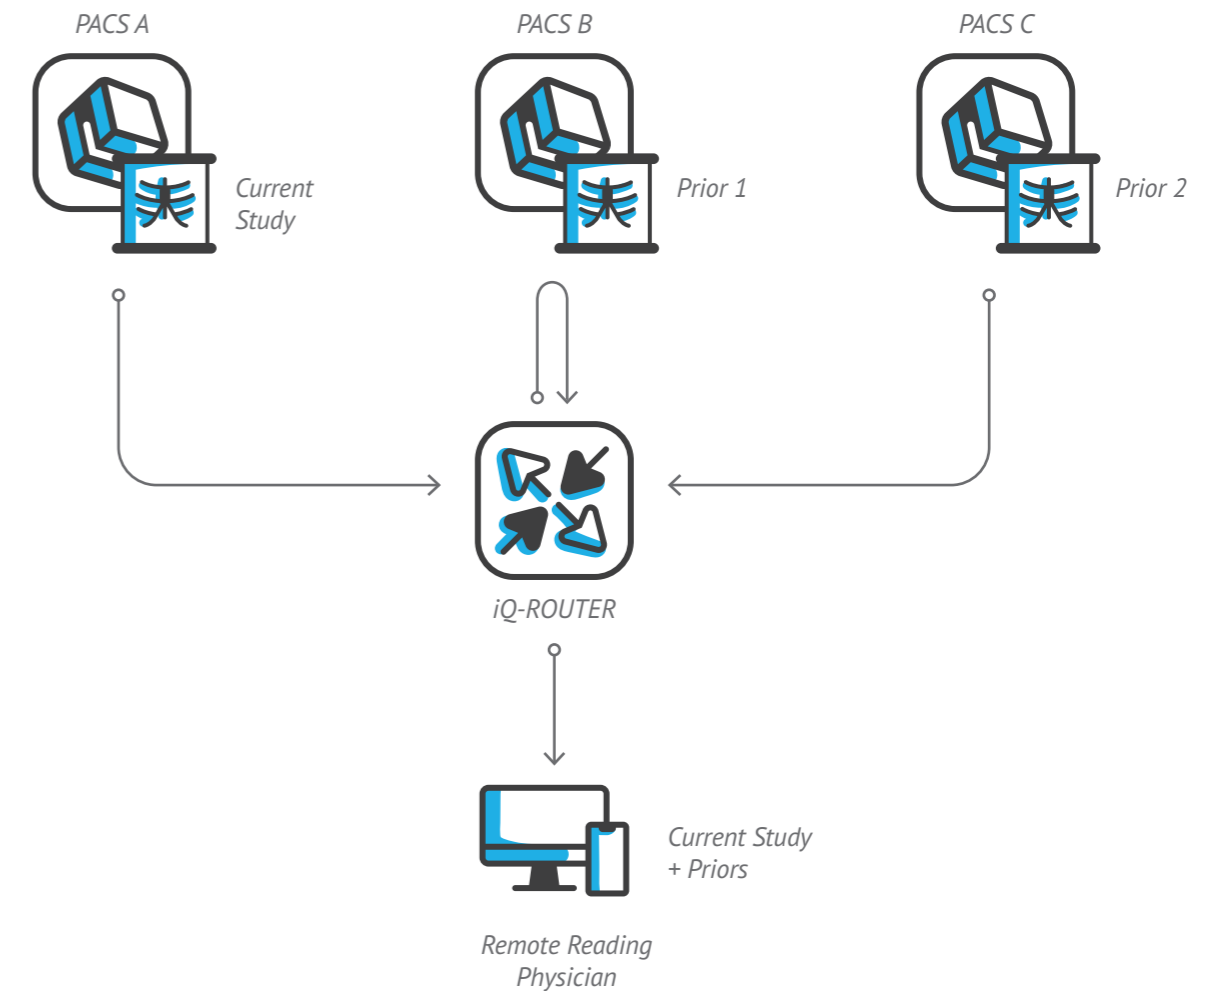 PACS A
PACS B
PACS C
Current
Study
Prior 1
Prior 2
iQ-ROUTER
Current Study
+ Priors
Remote Reading
Physician